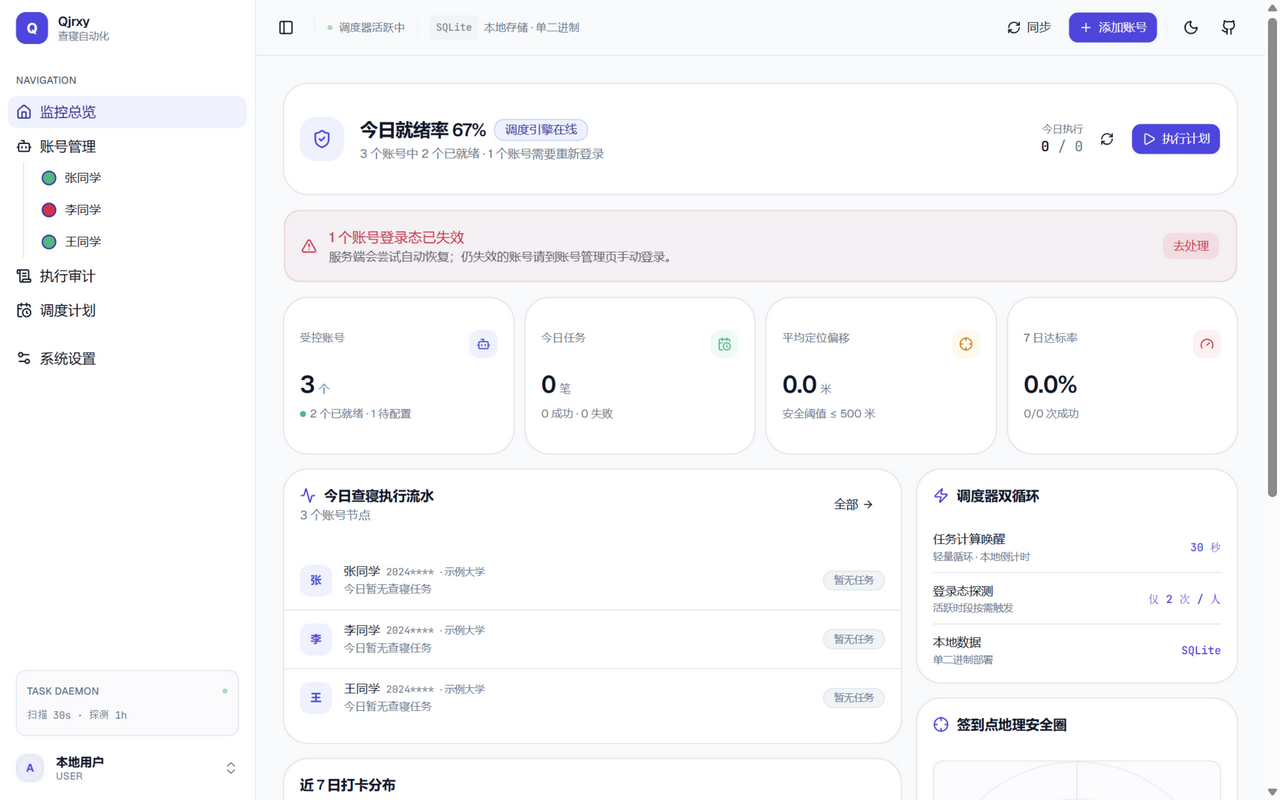 Q
Qjrxy
查寝自动化
NAVIGATION
监控总览
账号管理
张同学
李同学
王同学
执行审计
调度计划
系统设置
TASK DAEMON
扫描 30s · 探测 1h
A
本地用户
USER
调度器活跃中
SQLite 本地存储 · 单二进制
同步
添加账号
今日就绪率 67% 调度引擎在线
3 个账号中 2 个已就绪 · 1 个账号需要重新登录
今日执行
0 / 0
执行计划
1 个账号登录态已失效
服务端会尝试自动恢复；仍失效的账号请到账号管理页手动登录。
去处理
受控账号
3 个
2 个已就绪 · 1 待配置
今日任务
0 笔
0 成功 · 0 失败
平均定位偏移
0.0 米
安全阈值 ≤ 500 米
7 日达标率
0.0%
0/0 次成功
今日查寝执行流水
3 个账号节点
全部 →
张
张同学 2024**** · 示例大学
今日暂无查寝任务
暂无任务
李
李同学 2024**** · 示例大学
今日暂无查寝任务
暂无任务
王
王同学 2024**** · 示例大学
今日暂无查寝任务
暂无任务
近 7 日打卡分布
调度器双循环
任务计算唤醒
轻量循环 · 本地倒计时
30 秒
登录态探测
活跃时段按需触发
仅 2 次 / 人
本地数据
单二进制部署
SQLite
签到点地理安全圈